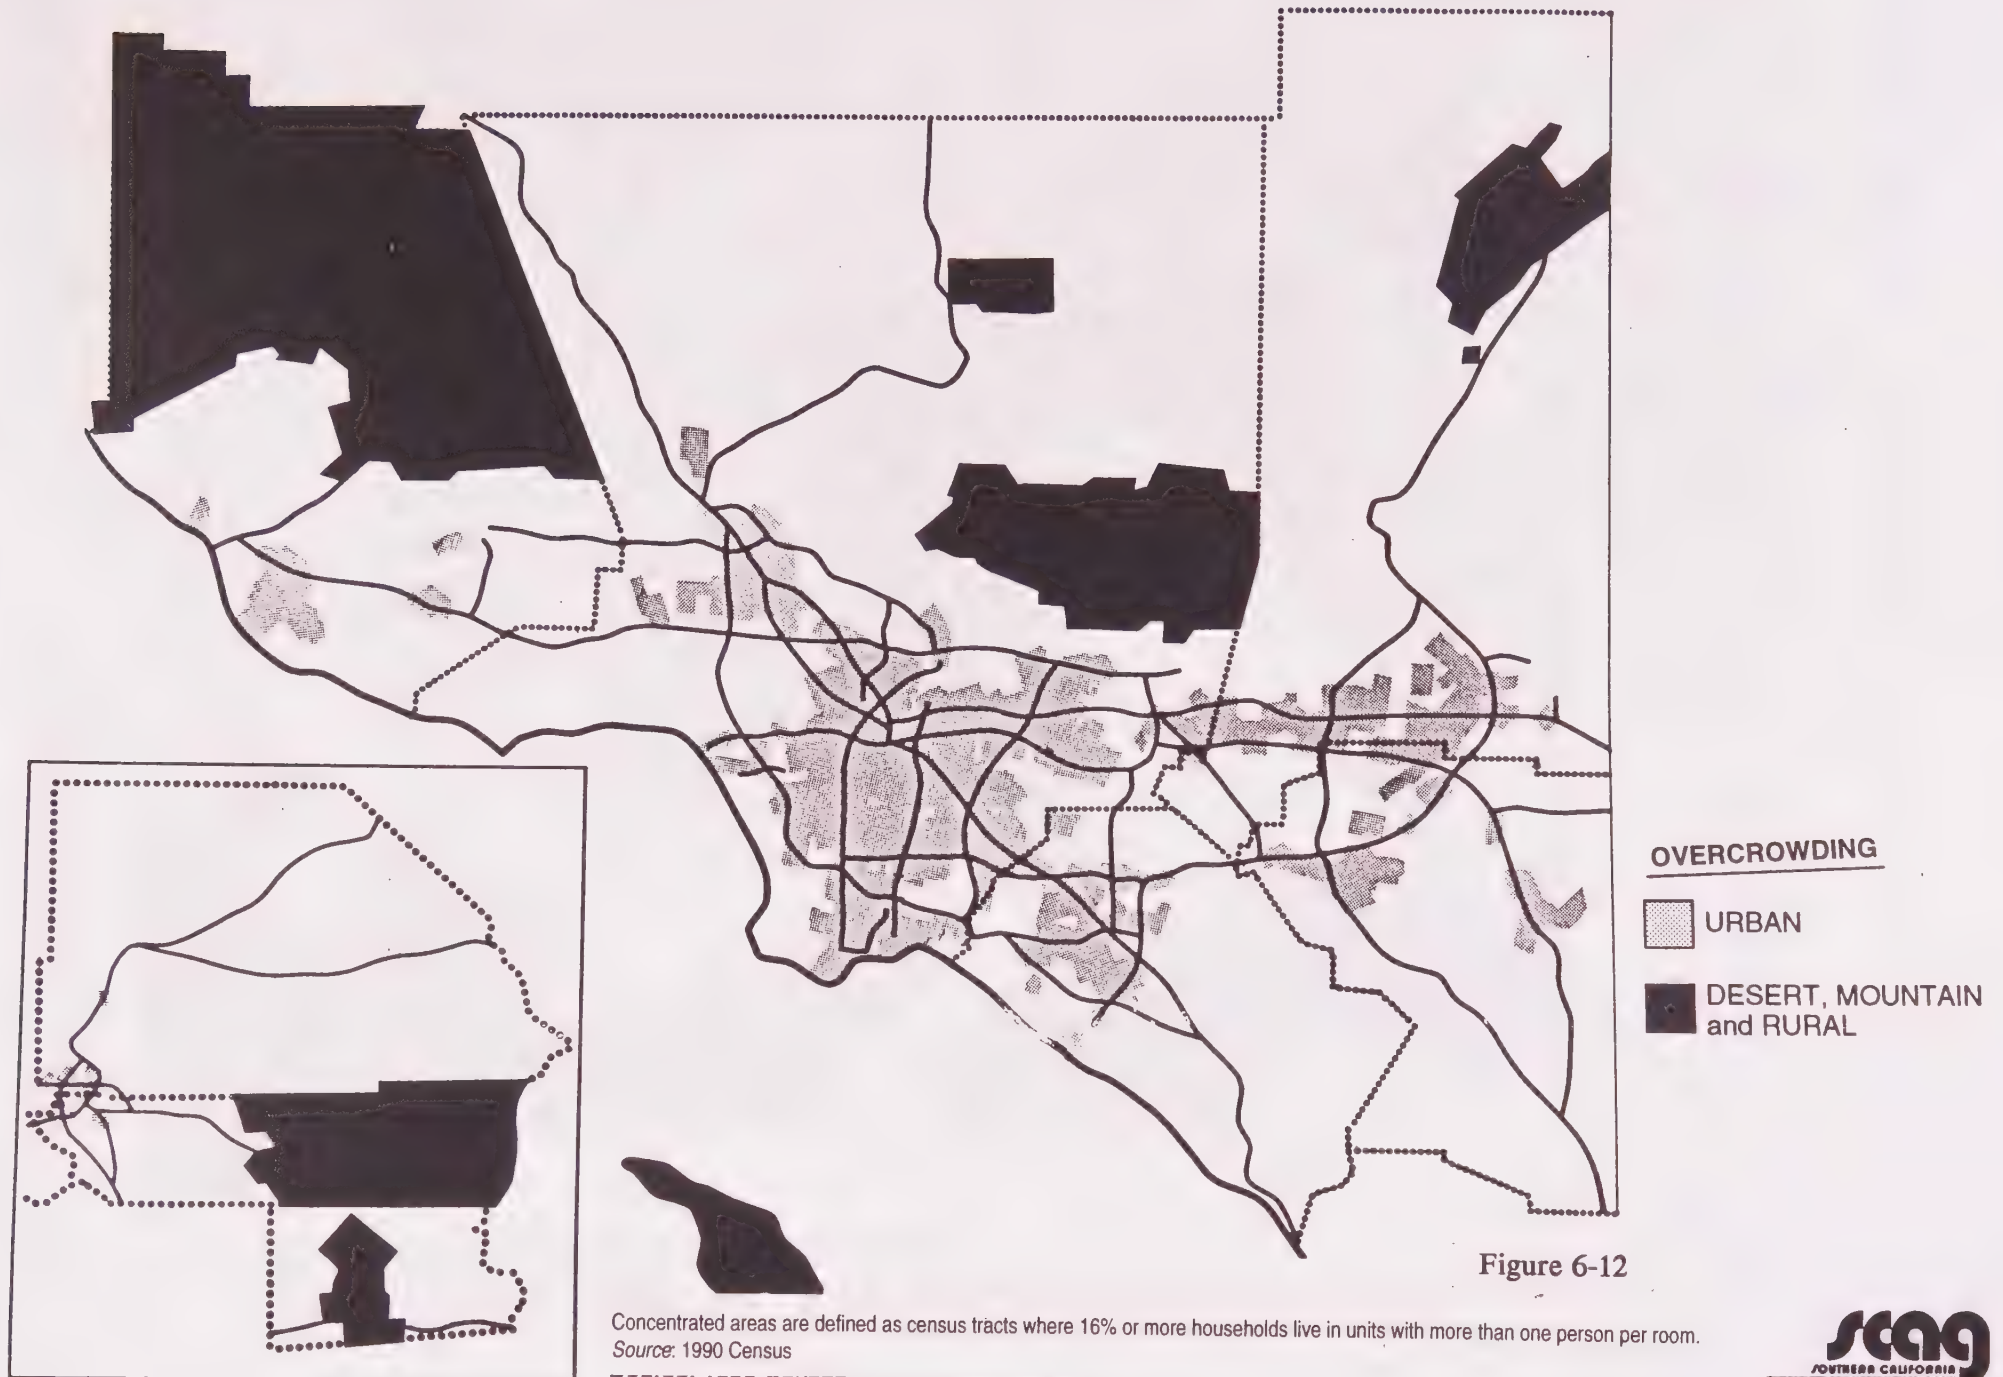 OVERCROWDING
URBAN
DESERT, MOUNTAIN
and RURAL
Figure 6-12
Concentrated areas are defined as census tracts where 16% or more households live in units with more than one person per room.
Source: 1990 Census
scag
SOUTHERN CALIFORNIA